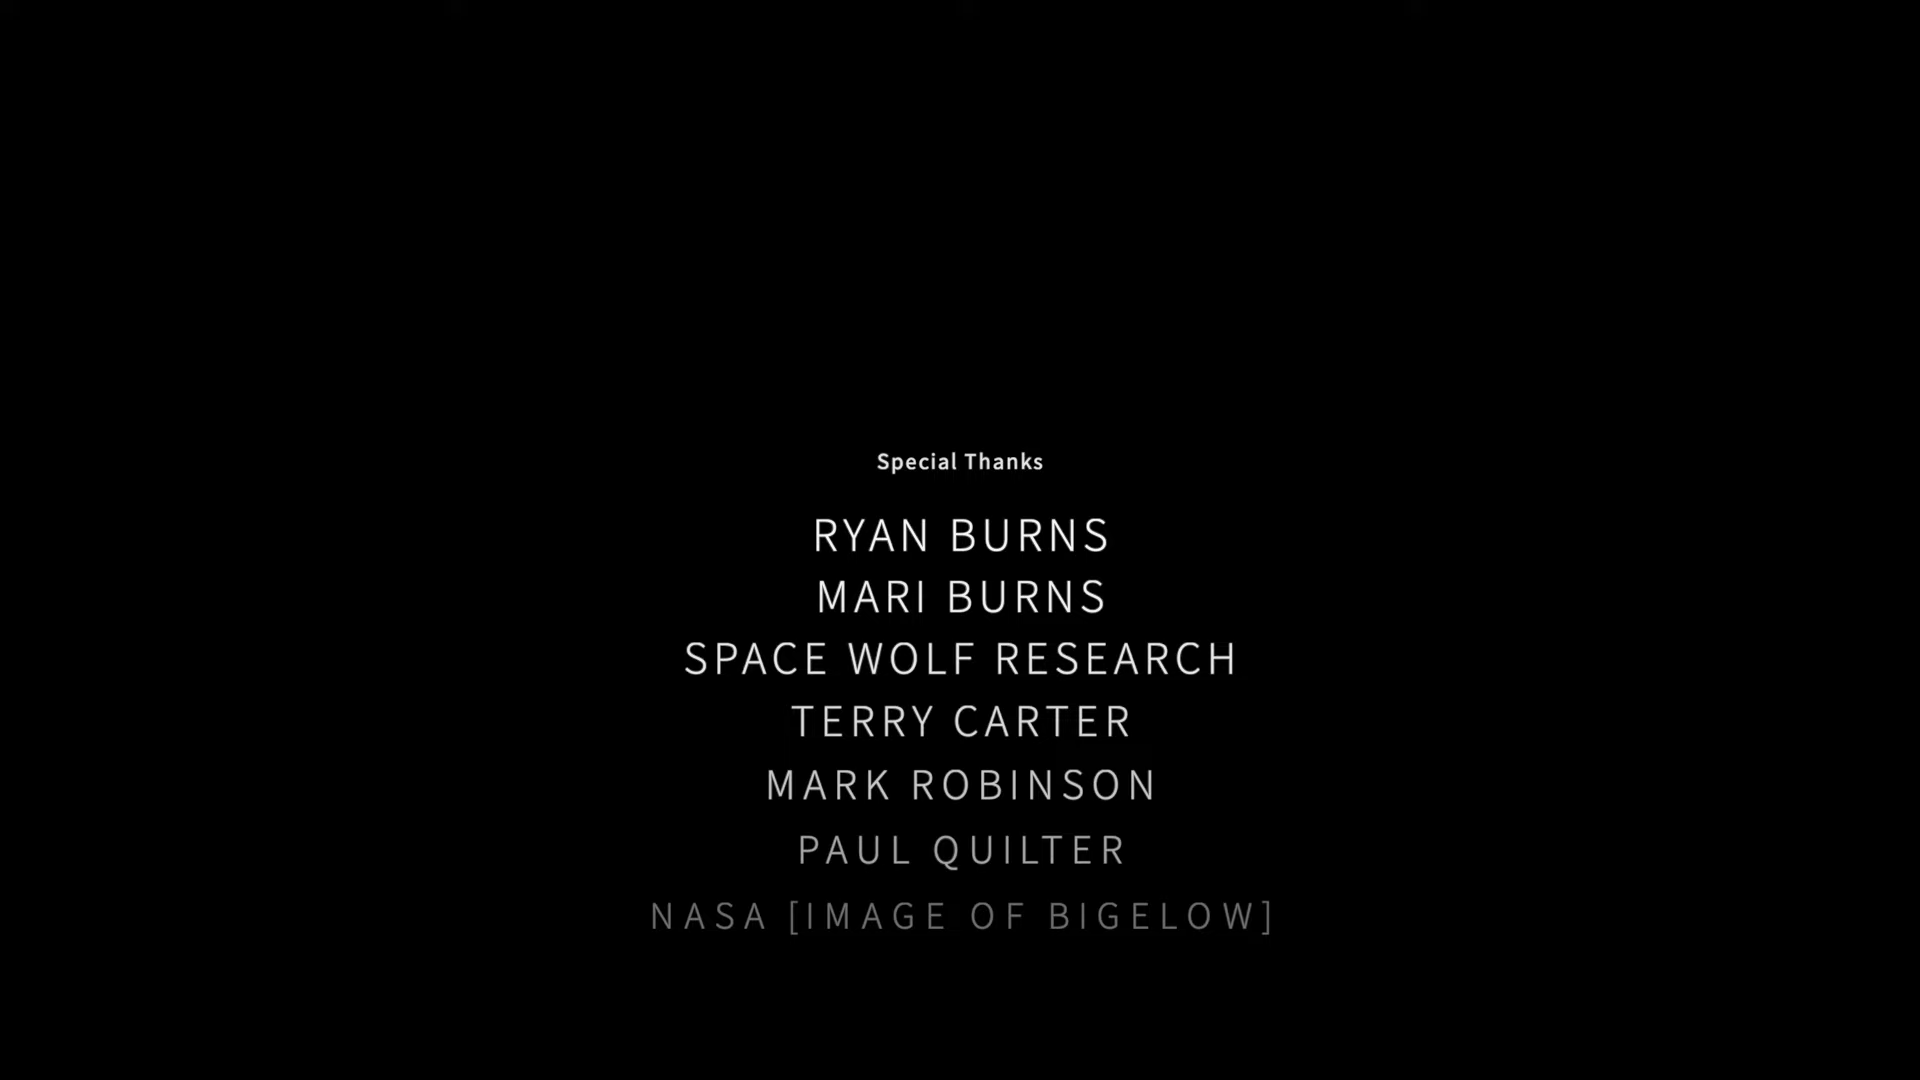 Special Thanks
RYAN BURNS
MARI BURNS
SPACE WOLF RESEARCH
TERRY CARTER
MARK ROBINSON
PAUL QUILTER
NASA [IMAGE OF BIGELOW]